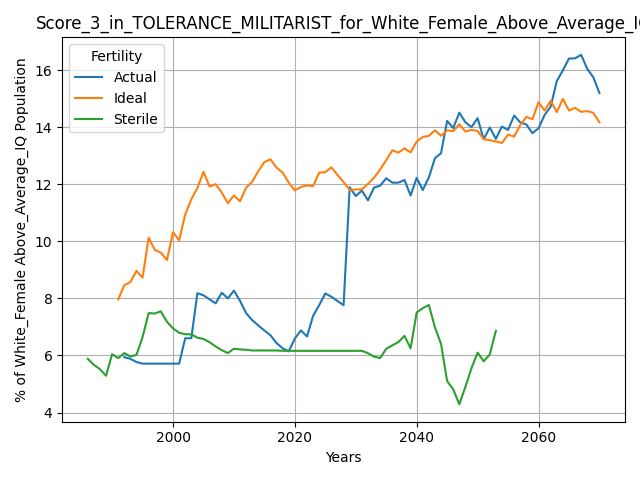 Score_3_in_TOLERANCE_MILITARIST_for_White_Female_Above_Average_I
Fertility
Actual
Ideal
Sterile
% of White_Female Above_Average_IQ Population
16
14
12
10
8
6
4
2000
2020
2040
2060
Years